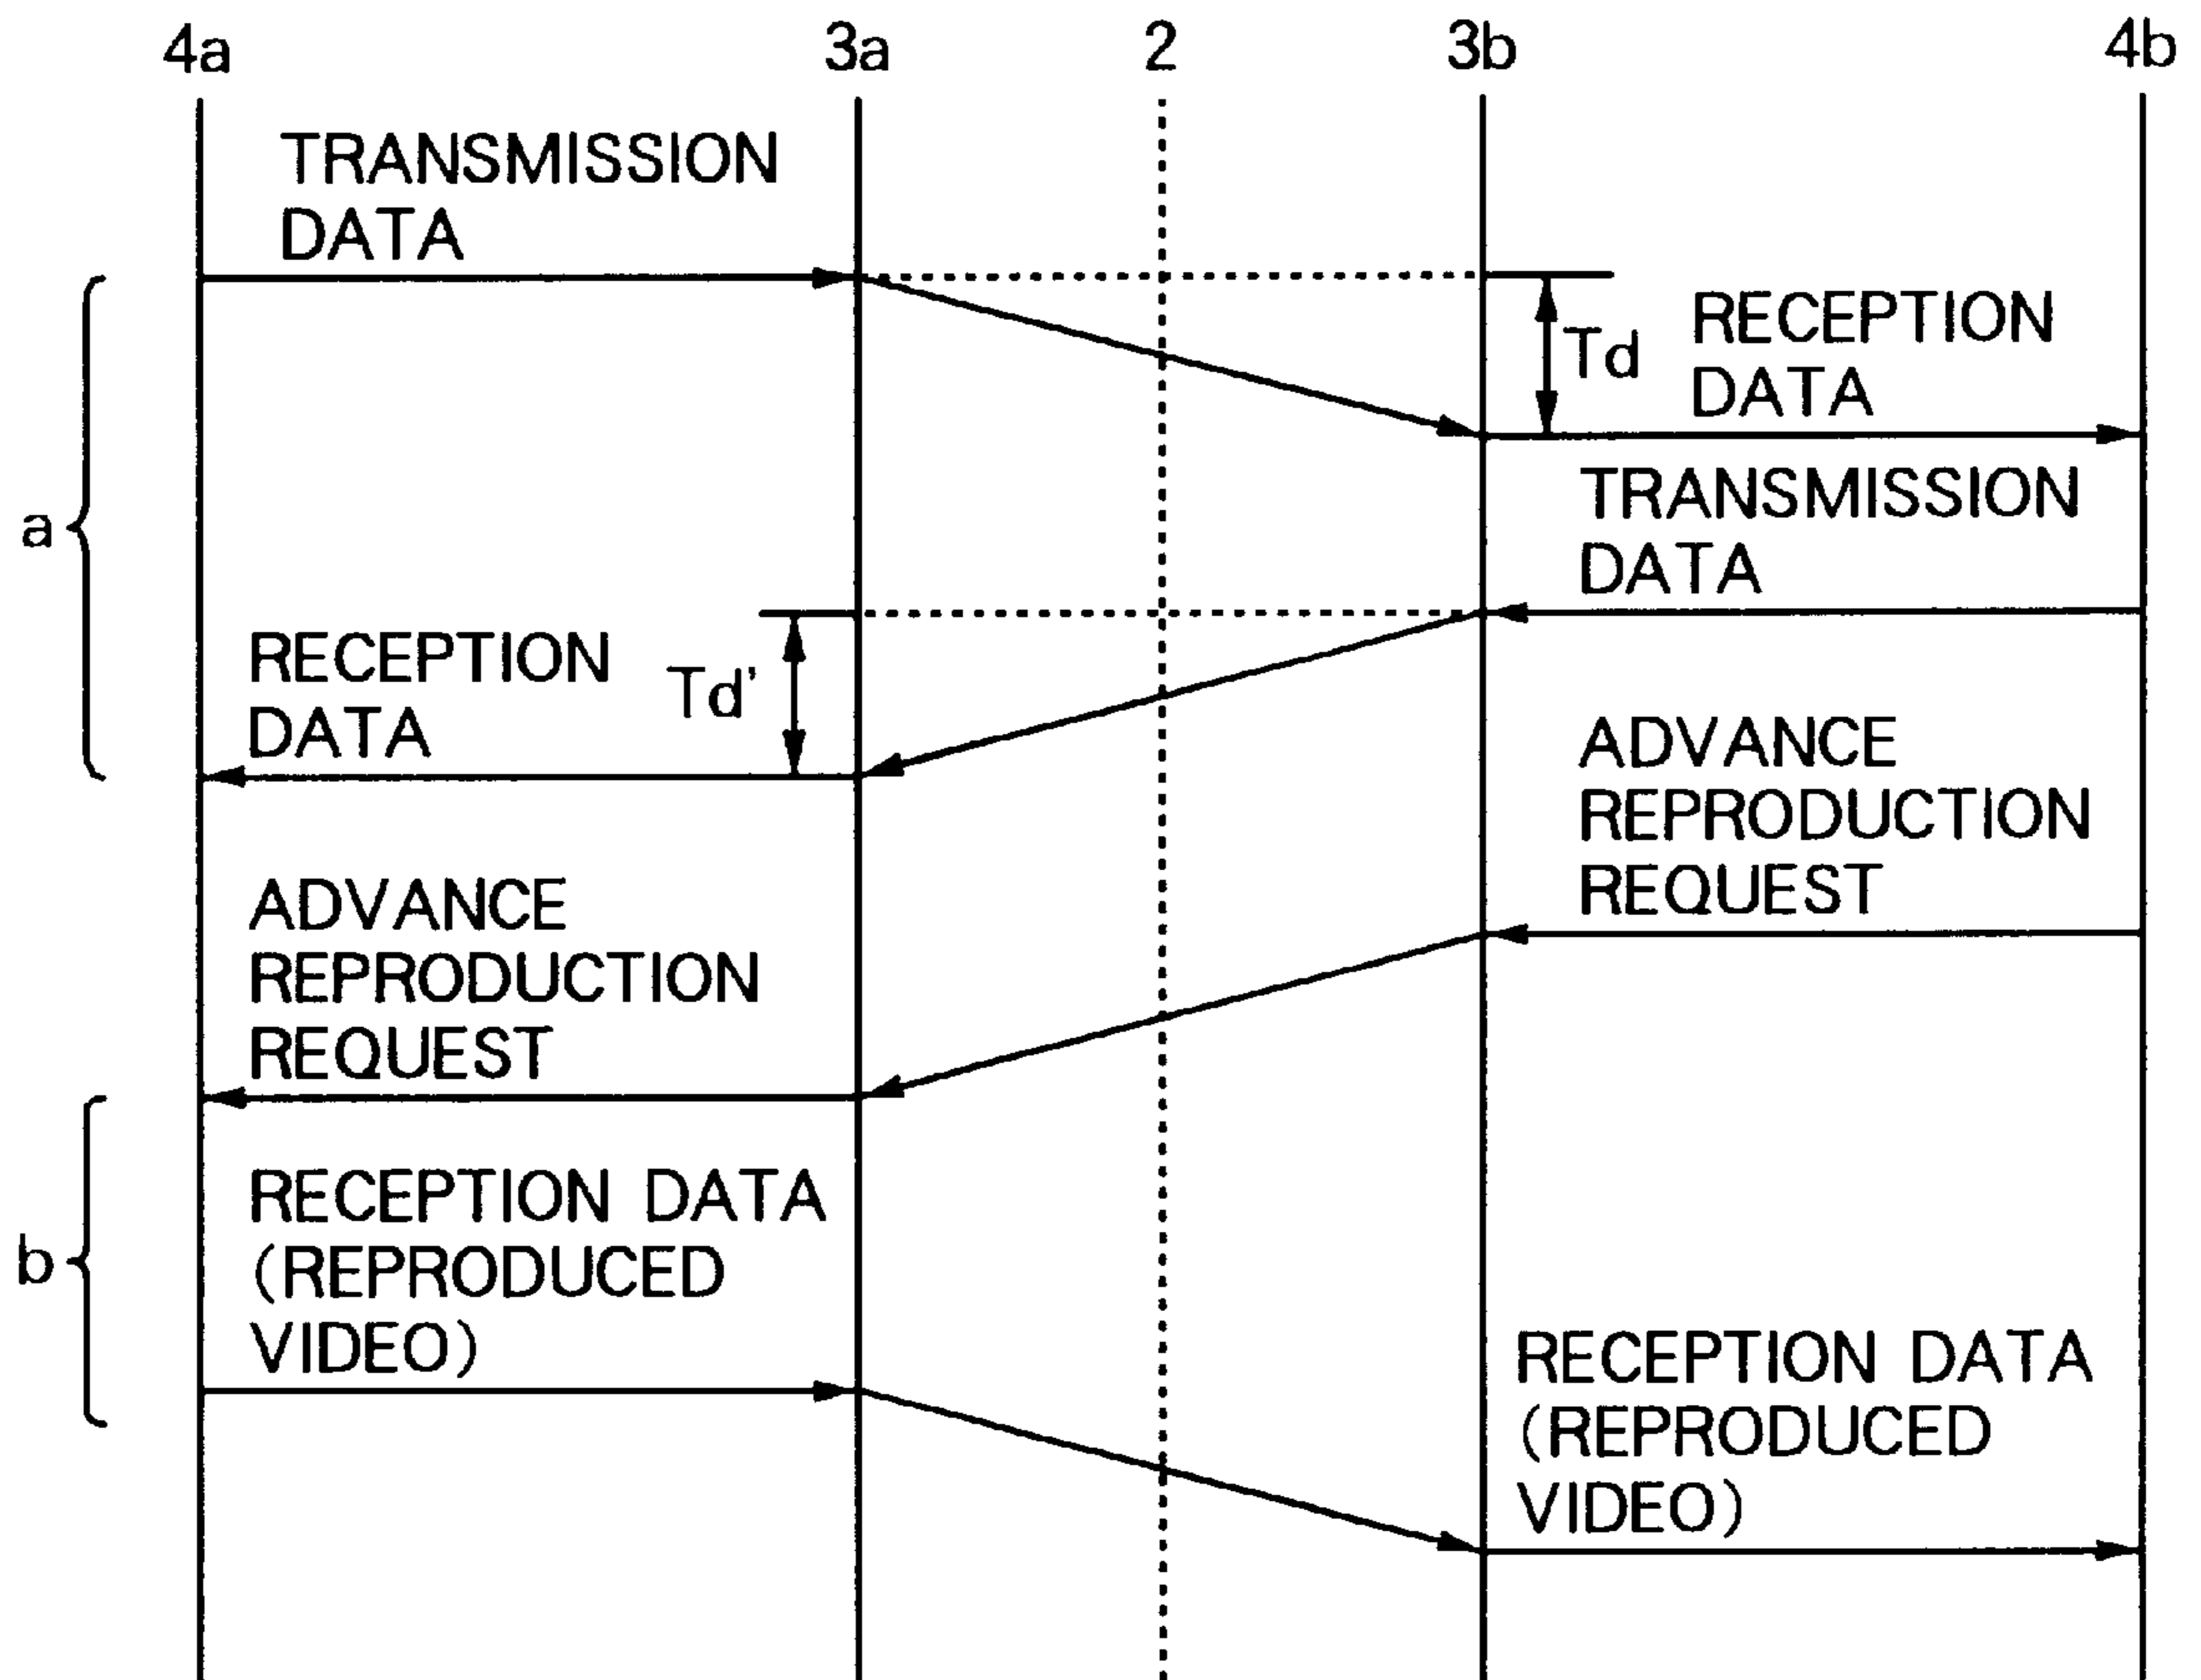 4a 3a 2 3b 4b
TRANSMISSION
DATA
Td
RECEPTION
DATA
a
TRANSMISSION
DATA
RECEPTION
DATA
Td'
ADVANCE
REPRODUCTION
REQUEST
ADVANCE
REPRODUCTION
REQUEST
b
RECEPTION DATA
(REPRODUCED
VIDEO)
RECEPTION DATA
(REPRODUCED
VIDEO)